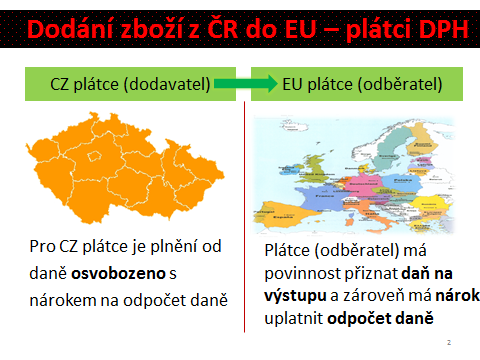 Dodání zboží z ČR do EU – plátci DPH
CZ plátce (dodavatel)
EU plátce (odběratel)
Pro CZ plátce je plnění od
daně osvobozeno s
nárokem na odpočet daně
Plátce (odběratel) má
povinnost přiznat daň na
výstupu a zároveň má nárok
uplatnit odpočet daně
2